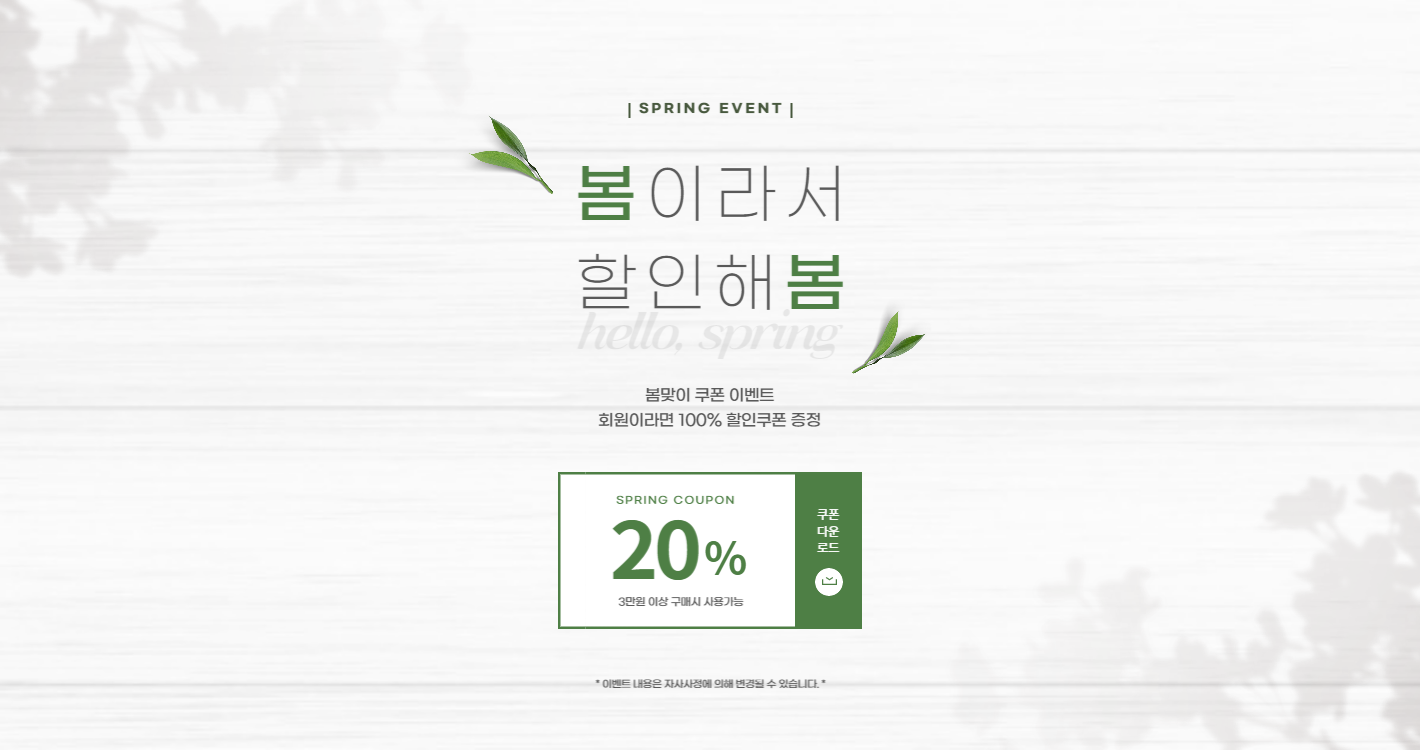 | SPRING EVENT |
봄이라서
할인해봄
hello, spring
봄맞이 쿠폰 이벤트
회원이라면 100% 할인쿠폰 증정
SPRING COUPON
20%
3만원 이상 구매시 사용가능
쿠폰
다운
로드
* 이벤트 내용은 자사사정에 의해 변경될 수 있습니다. *